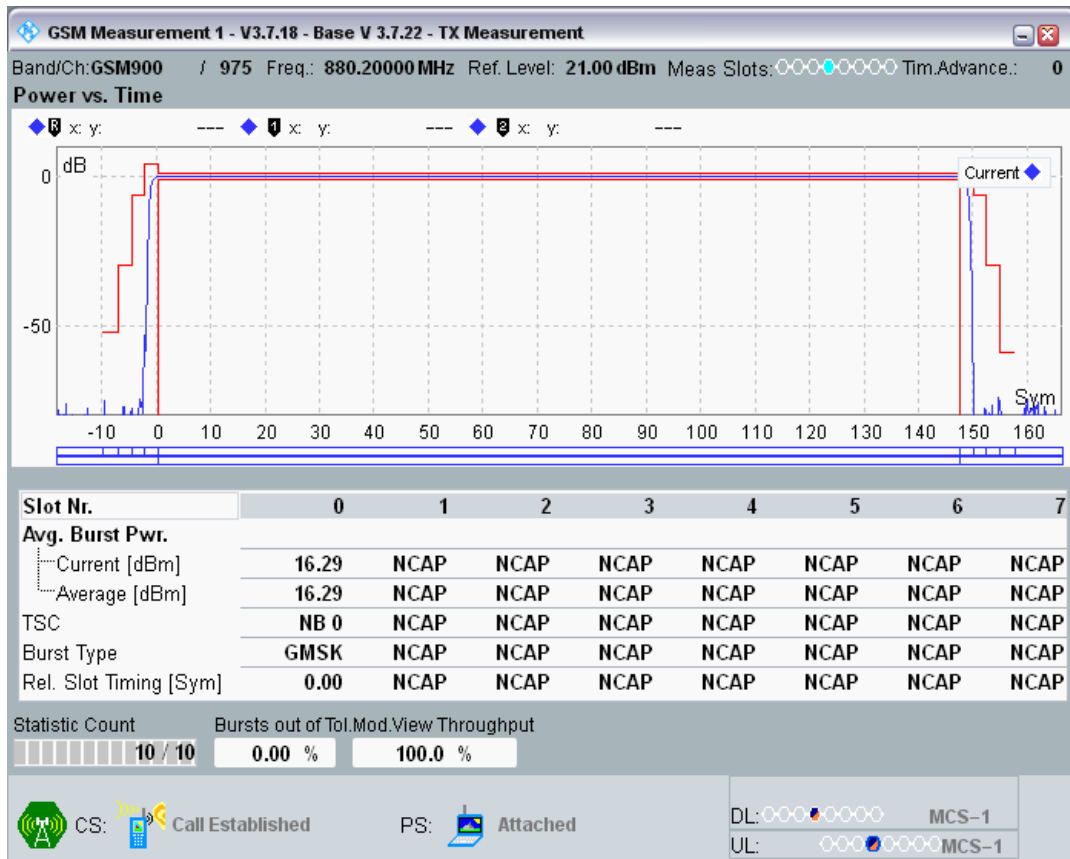 GSM Measurement 1 - V3.7.18 - Base V 3.7.22 - TX Measurement
Band/Ch:GSM900 / 975 Freq.: 880.20000 MHz Ref. Level: 21.00 dBm Meas Slots: Tim.Advance.: 0
Power vs. Time
R x: y: --- 1 x: y: --- 2 x: y: ---
dB
Current
0
-50
Sym
-10 0 10 20 30 40 50 60 70 80 90 100 110 120 130 140 150 160
Slot Nr. 0 1 2 3 4 5 6 7
Avg. Burst Pwr.
Current [dBm] 16.29 NCAP NCAP NCAP NCAP NCAP NCAP NCAP
Average [dBm] 16.29 NCAP NCAP NCAP NCAP NCAP NCAP NCAP
TSC NB 0 NCAP NCAP NCAP NCAP NCAP NCAP NCAP
Burst Type GMSK NCAP NCAP NCAP NCAP NCAP NCAP NCAP
Rel. Slot Timing [Sym] 0.00 NCAP NCAP NCAP NCAP NCAP NCAP NCAP
Statistic Count Bursts out of Tol.Mod.View Throughput
10 / 10 0.00 % 100.0 %
CS: Call Established PS: Attached
DL: MCS-1
UL: MCS-1